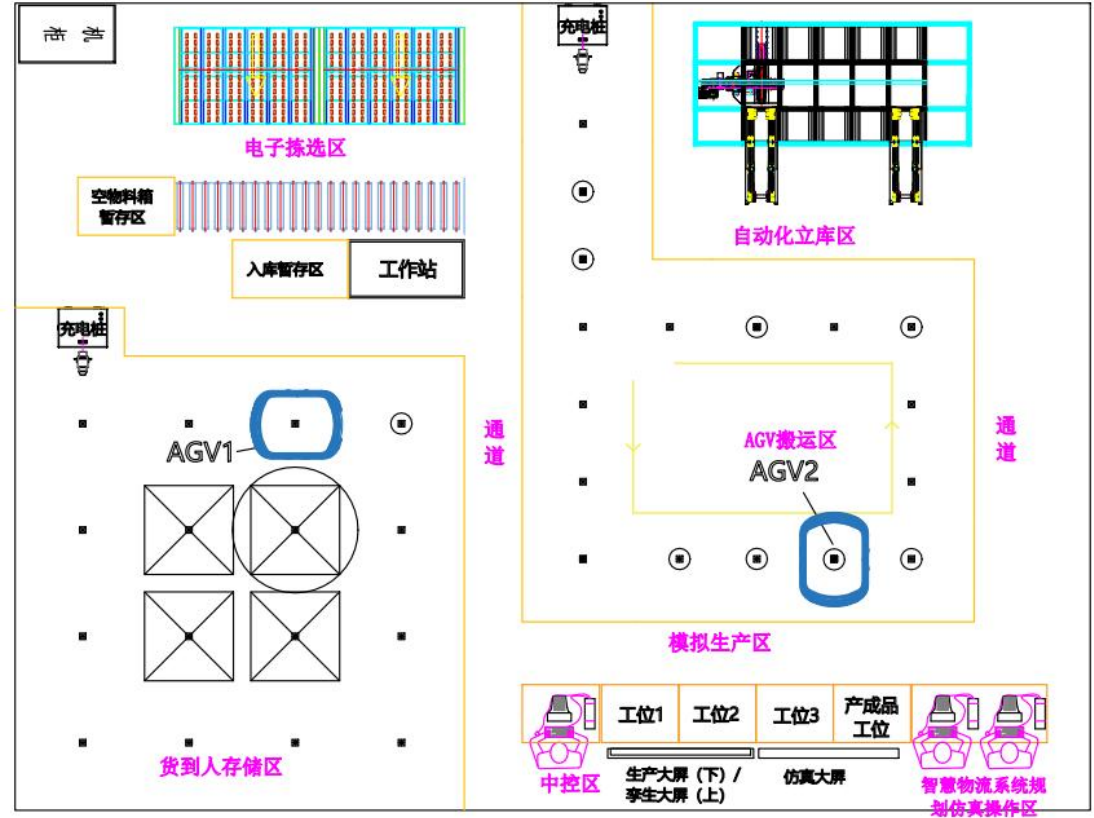 机柜
充电桩
电子拣选区
空物料箱
暂存区
自动化立库区
入库暂存区
工作站
充电桩
通道
通道
AGV1
AGV搬运区
AGV2
模拟生产区
工位1
工位2
工位3
产成品
工位
货到人存储区
中控区
生产大屏（下）/
孪生大屏（上）
仿真大屏
智慧物流系统规
划仿真操作区